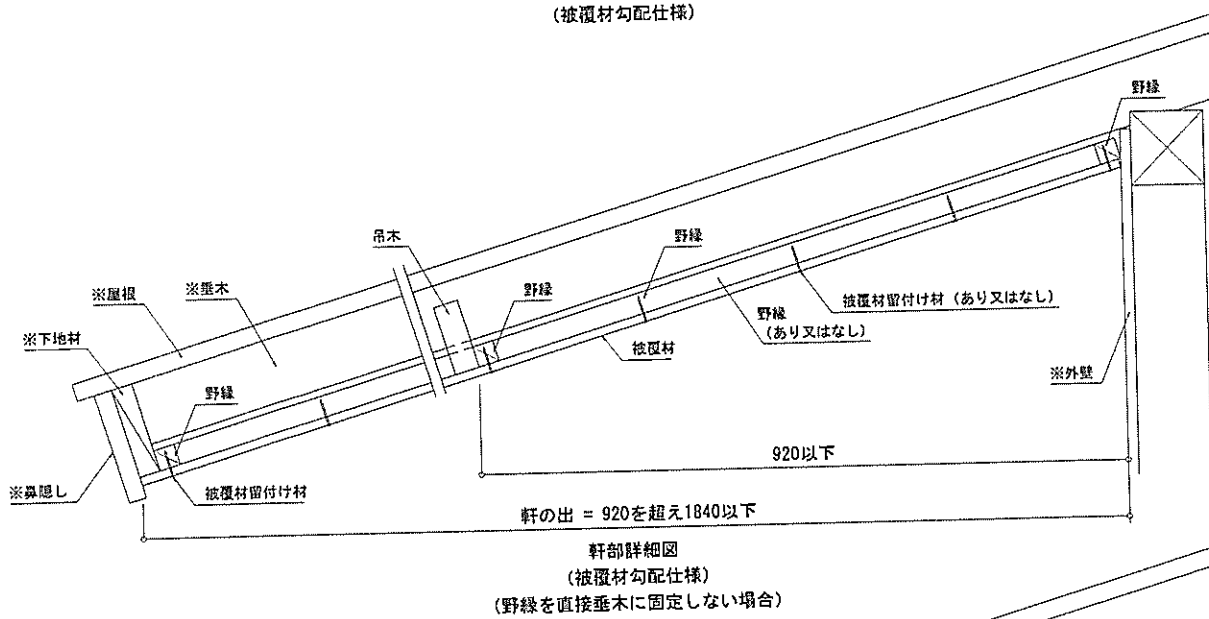 (被覆材勾配仕様)
野縁
吊木
野縁
※屋根
※垂木
野縁
被覆材留付け材(あり又はなし)
野縁
(あり又はなし)
※下地材
被覆材
※外壁
野縁
920以下
※鼻隠し
被覆材留付け材
軒の出 = 920を超え1840以下
軒部詳細図
(被覆材勾配仕様)
(野縁を直接垂木に固定しない場合)